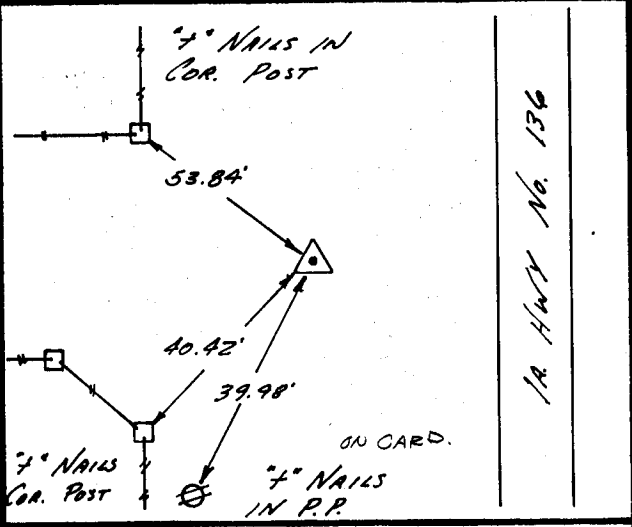 "+" NAILS IN
COR. POST
53.84'
IA. HWY NO. 136
40.42'
39.98'
ON CARD.
"+" NAILS
COR. POST
"+" NAILS
IN P.P.